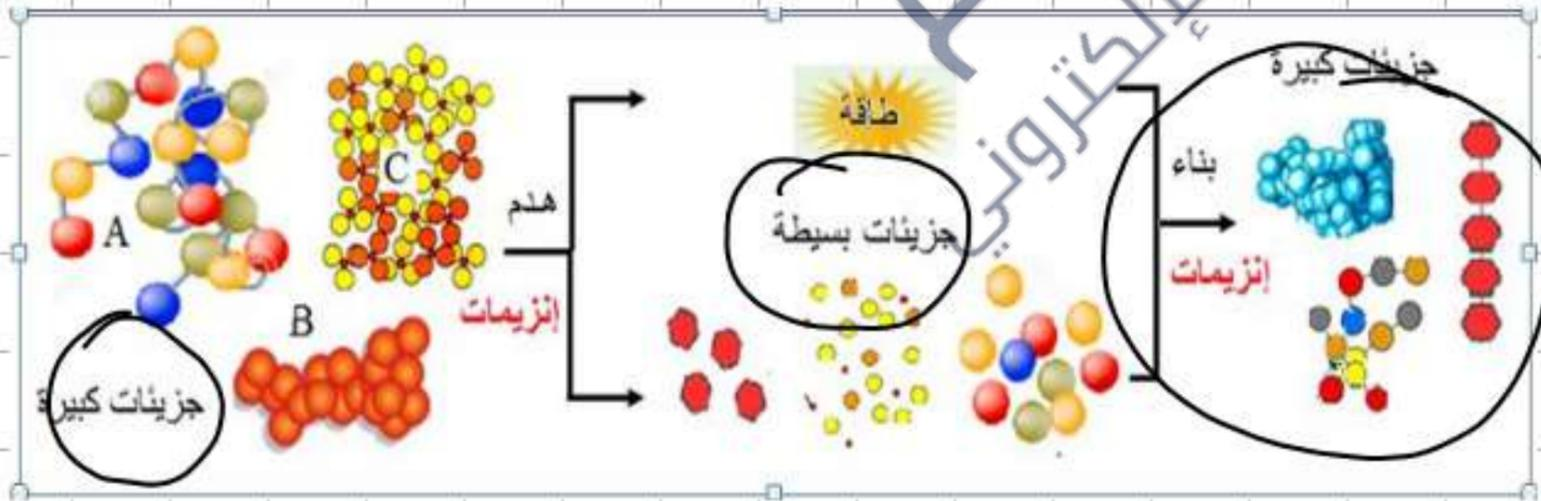 جزيئات كبيرة
A
C
B
هدم
إنزيمات
طاقة
جزيئات بسيطة
بناء
إنزيمات
جزيئات كبيرة